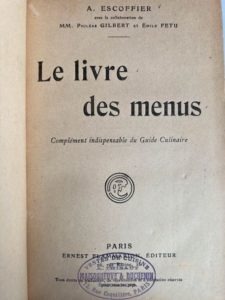 A. ESCOFFIER
avec la collaboration de
MM. Philéas GILBERT et Émile FETU
Le livre
des menus
Complément indispensable du Guide Culinaire
PARIS
ERNEST FLAMMARION, ÉDITEUR